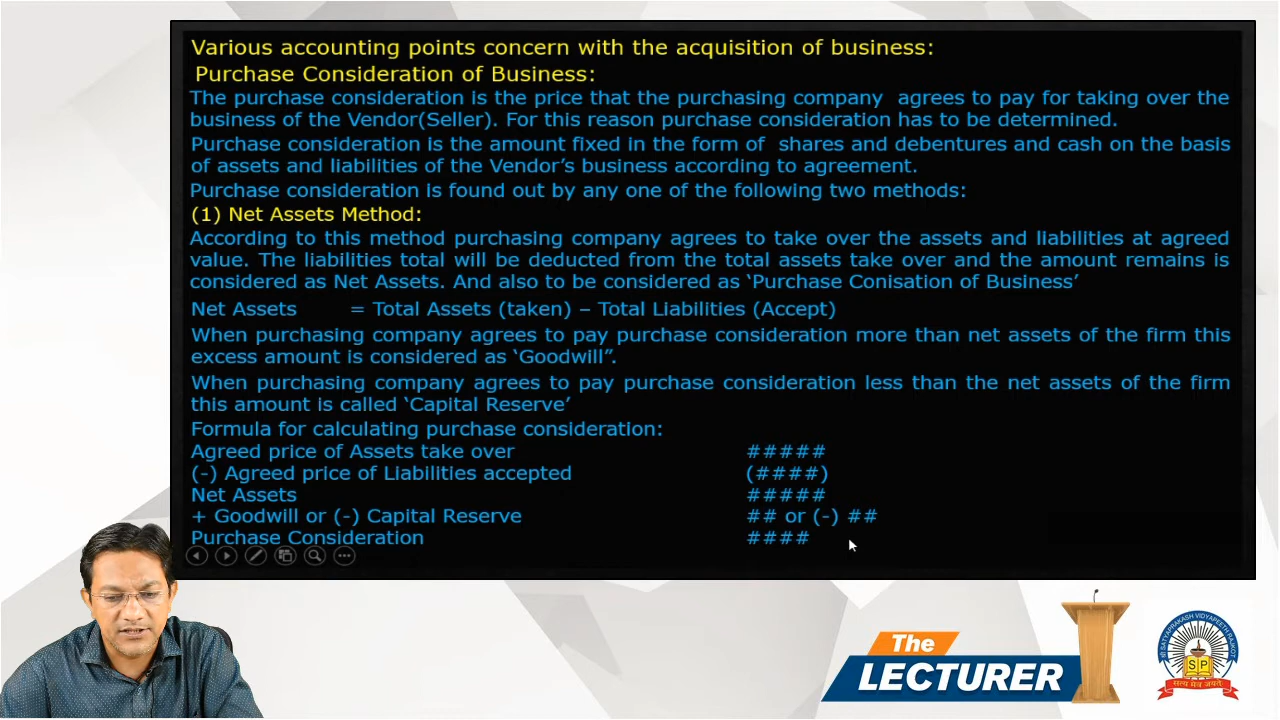 Various accounting points concern with the acquisition of business:
Purchase Consideration of Business:
The purchase consideration is the price that the purchasing company agrees to pay for taking over the
business of the Vendor(Seller). For this reason purchase consideration has to be determined.
Purchase consideration is the amount fixed in the form of shares and debentures and cash on the basis
of assets and liabilities of the Vendor's business according to agreement.
Purchase consideration is found out by any one of the following two methods:
(1) Net Assets Method:
According to this method purchasing company agrees to take over the assets and liabilities at agreed
value. The liabilities total will be deducted from the total assets take over and the amount remains is
considered as Net Assets. And also to be considered as ‘Purchase Conisation of Business’
Net Assets = Total Assets (taken) – Total Liabilities (Accept)
When purchasing company agrees to pay purchase consideration more than net assets of the firm this
excess amount is considered as ‘Goodwill”.
When purchasing company agrees to pay purchase consideration less than the net assets of the firm
this amount is called ‘Capital Reserve’
Formula for calculating purchase consideration:
Agreed price of Assets take over #####
(-) Agreed price of Liabilities accepted (####)
Net Assets #####
+ Goodwill or (-) Capital Reserve ## or (-) ##
Purchase Consideration ####
The
LECTURER
SHRI SATYAPRAKASH VIDYAPEETH RAJKOT
S P
सत्य मेव जयते